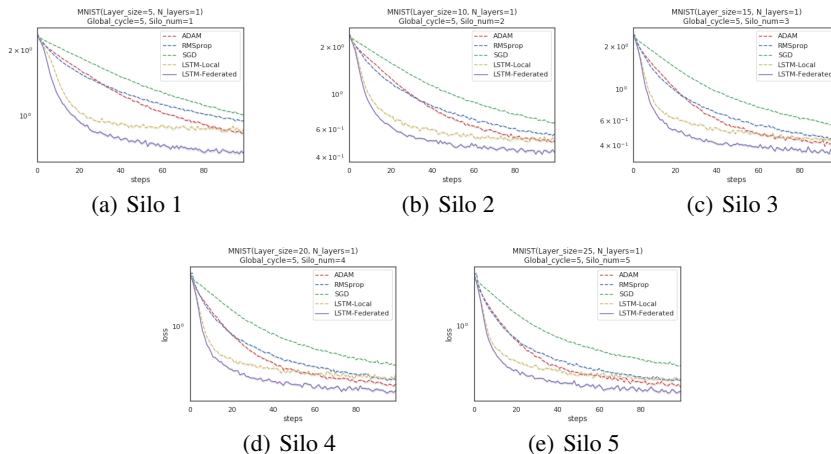 MNIST(Layer_size=5, N_layers=1)
Global_cycle=5, Silo_num=1
2 × 10⁰
10⁰
ADAM
RMSprop
SGD
LSTM-Local
LSTM-Federated
0 20 40 60 80
steps
(a) Silo 1
MNIST(Layer_size=10, N_layers=1)
Global_cycle=5, Silo_num=2
2 × 10⁰
10⁰
6 × 10⁻¹
4 × 10⁻¹
ADAM
RMSprop
SGD
LSTM-Local
LSTM-Federated
0 20 40 60 80
steps
(b) Silo 2
MNIST(Layer_size=15, N_layers=1)
Global_cycle=5, Silo_num=3
2 × 10⁰
10⁰
6 × 10⁻¹
4 × 10⁻¹
ADAM
RMSprop
SGD
LSTM-Local
LSTM-Federated
0 20 40 60 80
steps
(c) Silo 3
MNIST(Layer_size=20, N_layers=1)
Global_cycle=5, Silo_num=4
loss
10⁰
ADAM
RMSprop
SGD
LSTM-Local
LSTM-Federated
0 20 40 60 80
steps
(d) Silo 4
MNIST(Layer_size=25, N_layers=1)
Global_cycle=5, Silo_num=5
loss
10⁰
ADAM
RMSprop
SGD
LSTM-Local
LSTM-Federated
0 20 40 60 80
steps
(e) Silo 5